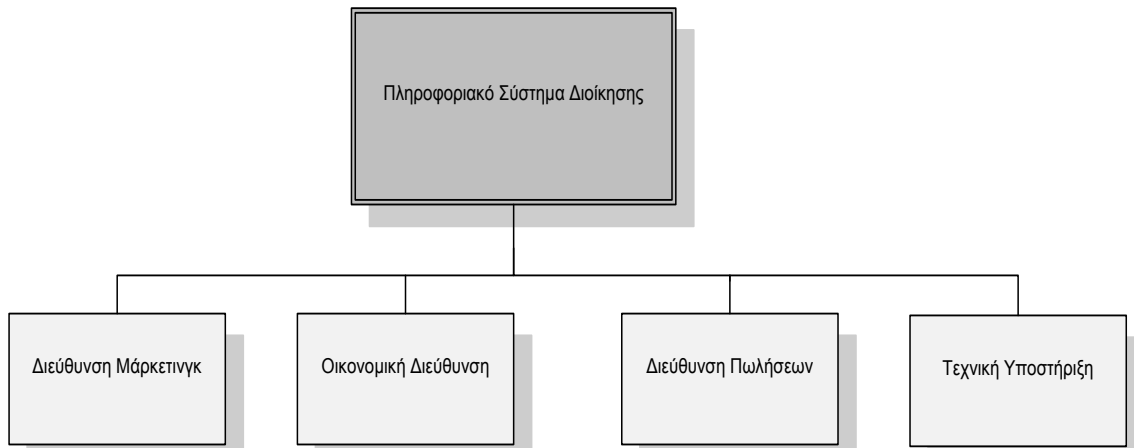 Πληροφοριακό Σύστημα Διοίκησης
Διεύθυνση Μάρκετινγκ
Οικονομική Διεύθυνση
Διεύθυνση Πωλήσεων
Τεχνική Υποστήριξη